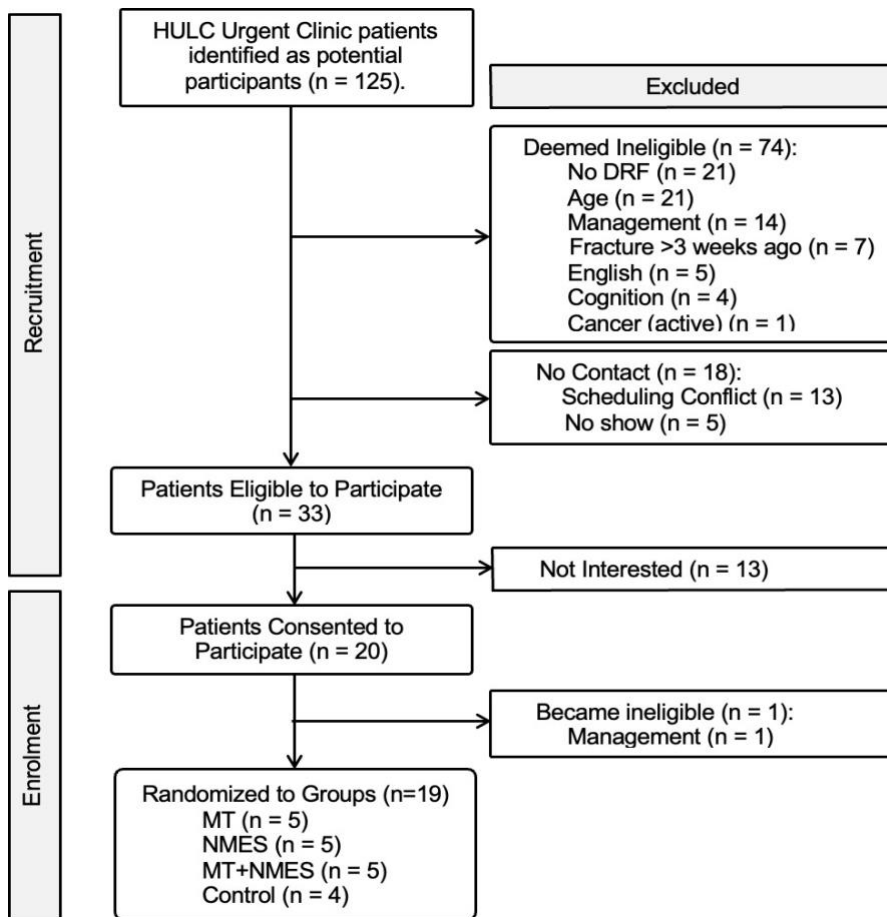 HULC Urgent Clinic patients
identified as potential
participants (n = 125).
Excluded
Recruitment
Deemed Ineligible (n = 74):
No DRF (n = 21)
Age (n = 21)
Management (n = 14)
Fracture >3 weeks ago (n = 7)
English (n = 5)
Cognition (n = 4)
Cancer (active) (n = 1)
No Contact (n = 18):
Scheduling Conflict (n = 13)
No show (n = 5)
Patients Eligible to Participate
(n = 33)
Not Interested (n = 13)
Enrolment
Patients Consented to
Participate (n = 20)
Became ineligible (n = 1):
Management (n = 1)
Randomized to Groups (n=19)
MT (n = 5)
NMES (n = 5)
MT+NMES (n = 5)
Control (n = 4)